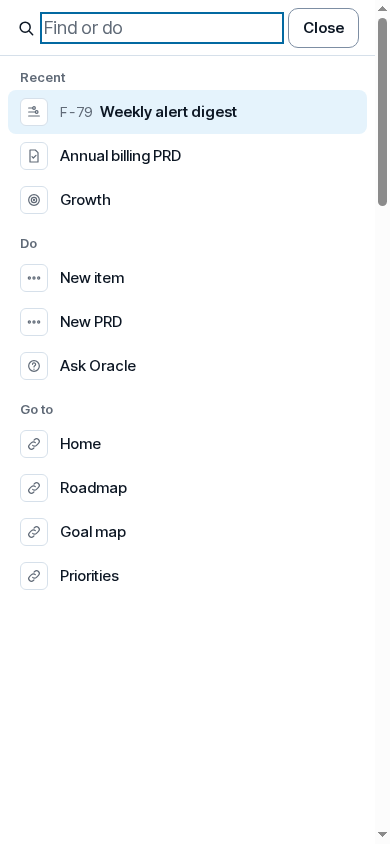 Find or do
Close
Recent
F-79 Weekly alert digest
Annual billing PRD
Growth
Do
New item
New PRD
Ask Oracle
Go to
Home
Roadmap
Goal map
Priorities